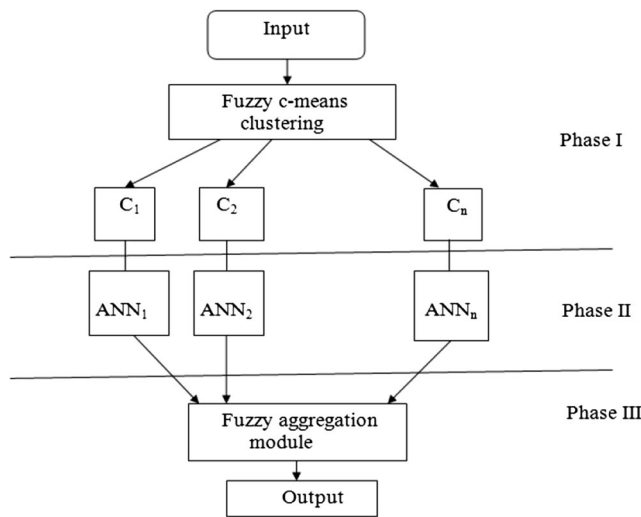 Input
Fuzzy c-means
clustering
Phase I
C₁
C₂
Cₙ
ANN₁
ANN₂
ANNₙ
Phase II
Phase III
Fuzzy aggregation
module
Output